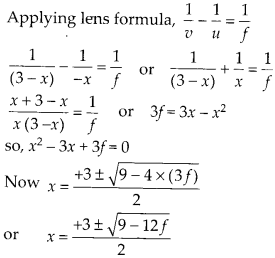 Applying lens formula, 1/v - 1/u = 1/f
1/(3-x) - 1/-x = 1/f or 1/(3-x) + 1/x = 1/f
x+3-x/x(3-x) = 1/f or 3f=3x-x²
so, x²-3x+3f=0
Now x = +3±√9-4×(3f)/2
or x = +3±√9-12f/2